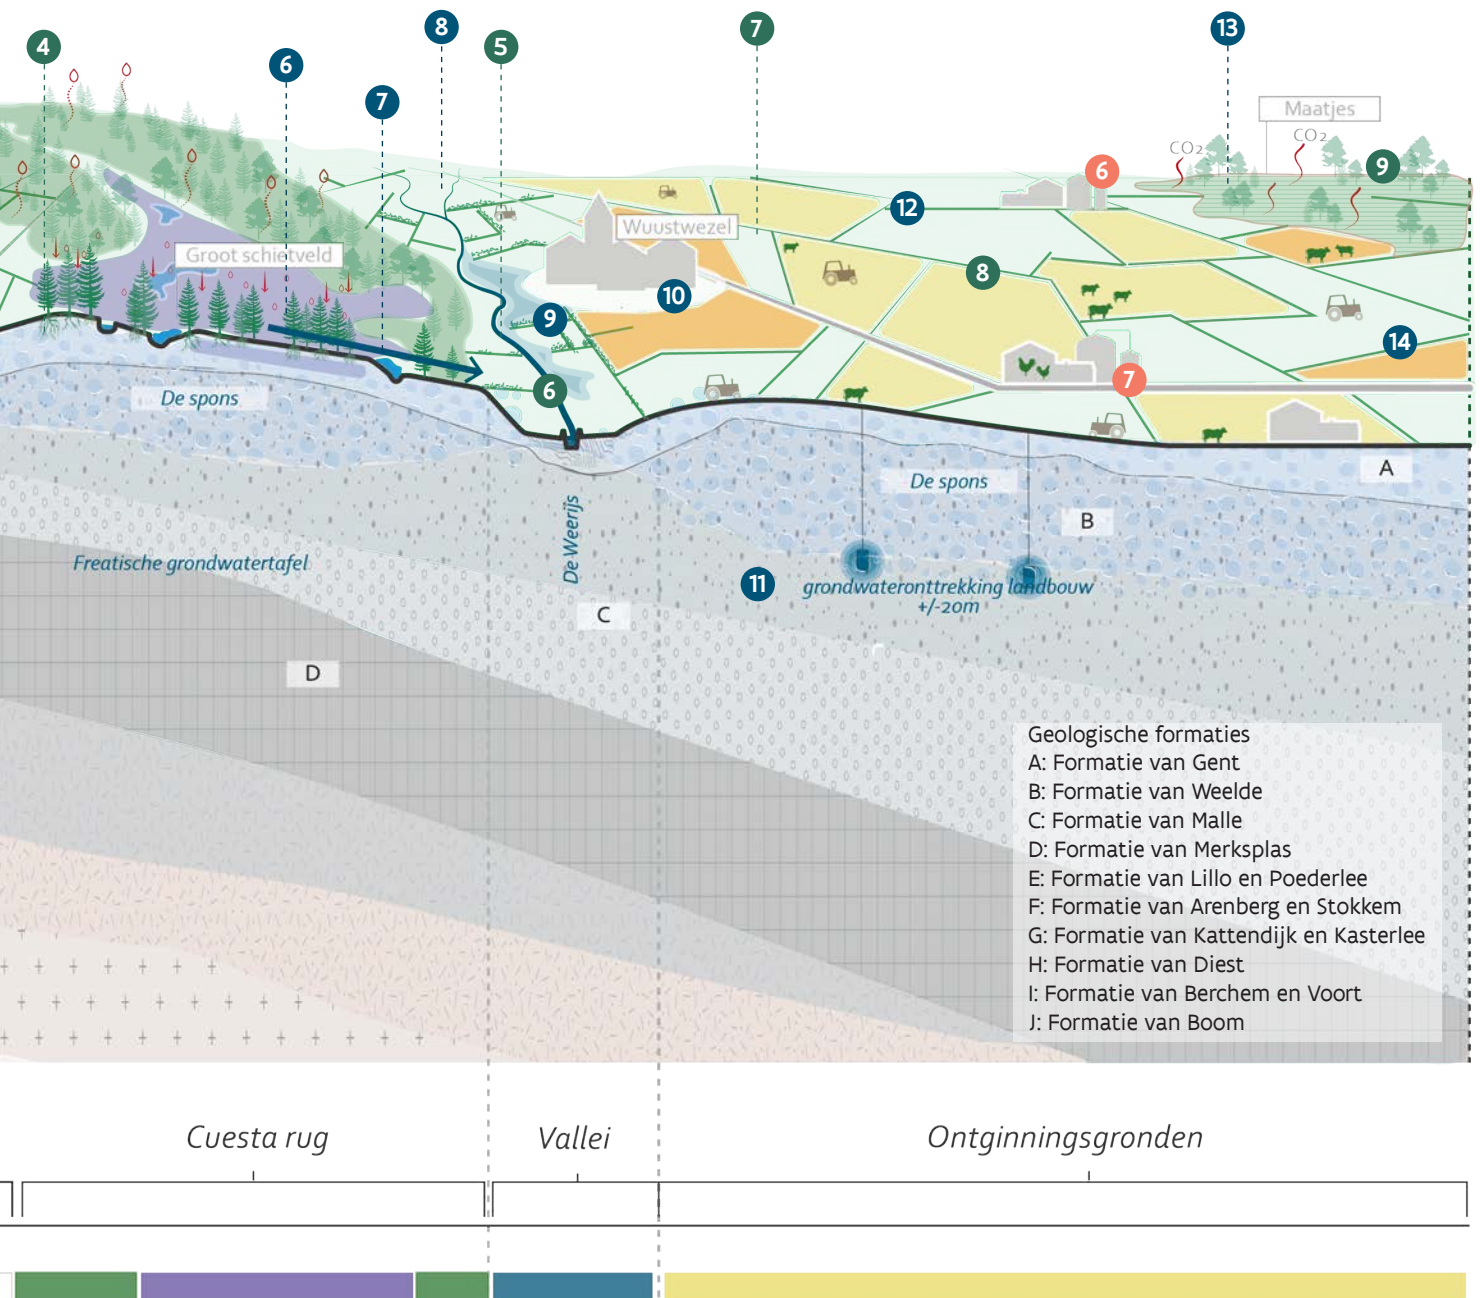 8
7
13
4
5
6
7
Maatjes
CO2
CO2
9
6
12
Wuustwezel
Groot schietveld
8
10
9
14
7
6
De spons
A
De spons
B
De Weerijs
Freatische grondwatertafel
11
grondwateronttrekking landbouw
+/-20m
C
D
Geologische formaties
A: Formatie van Gent
B: Formatie van Weelde
C: Formatie van Malle
D: Formatie van Merksplas
E: Formatie van Lillo en Poederlee
F: Formatie van Arenberg en Stokkem
G: Formatie van Kattendijk en Kasterlee
H: Formatie van Diest
I: Formatie van Berchem en Voort
J: Formatie van Boom
Cuesta rug
Vallei
Ontginningsgronden